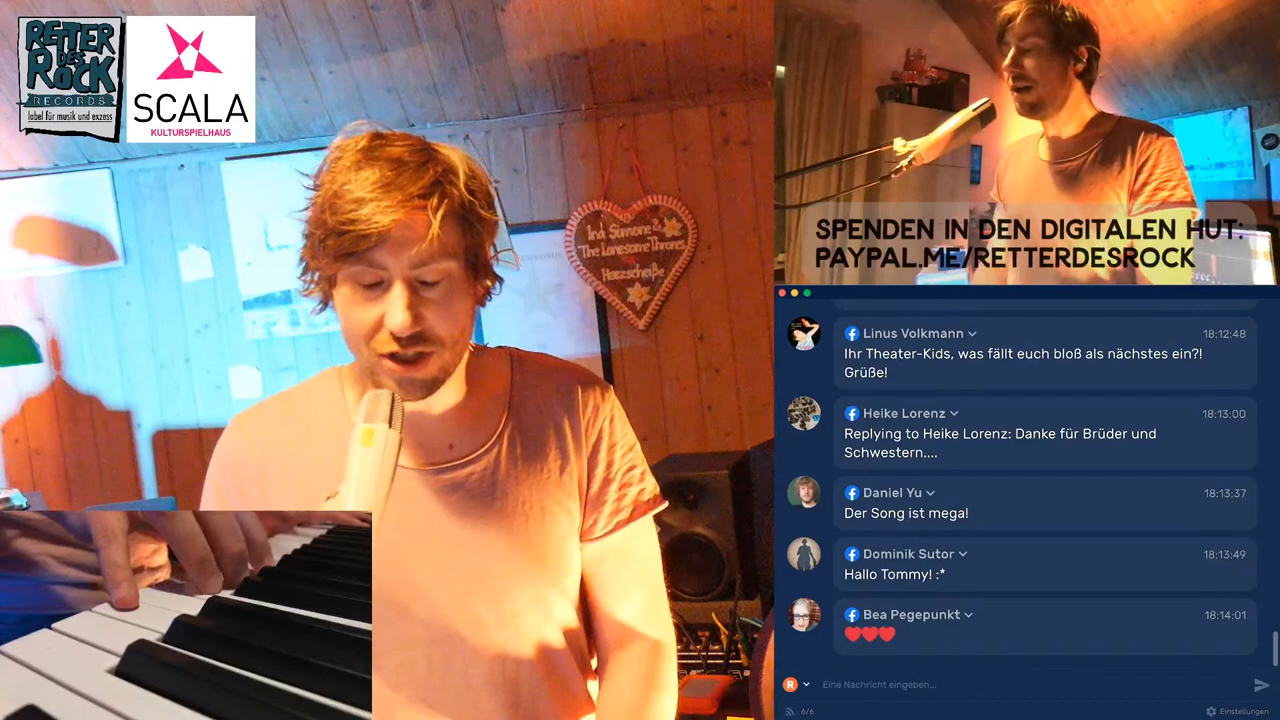 RETTER
DES
ROCK
RECORDS
label für musik und exzess
SCALA
KULTURSPIELHAUS
Ina Simone &
The Lonesome Thrones
Herzscheiße
SPENDEN IN DEN DIGITALEN HUT:
PAYPAL.ME/RETTERDESROCK
Linus Volkmann
18:12:48
Ihr Theater-Kids, was fällt euch bloß als nächstes ein?!
Grüße!
Heike Lorenz
18:13:00
Replying to Heike Lorenz: Danke für Brüder und
Schwestern....
Daniel Yu
18:13:37
Der Song ist mega!
Dominik Sutor
18:13:49
Hallo Tommy! :*
Bea Pegepunkt
18:14:01
❤️❤️❤️
R
Eine Nachricht eingeben...
6/6
Einstellungen